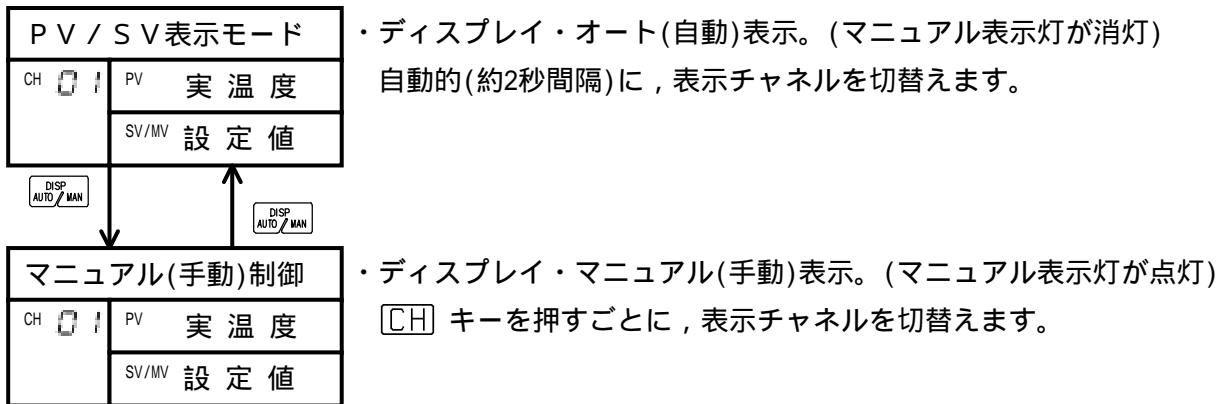 ＰＶ／ＳＶ表示モード
・ディスプレイ・オート(自動)表示。(マニュアル表示灯が消灯)
CH 01 PV 実温度
自動的(約2秒間隔)に，表示チャネルを切替えます。
SV/MV 設定値
DISP
AUTO/MAN
DISP
AUTO/MAN
マニュアル(手動)制御
・ディスプレイ・マニュアル(手動)表示。(マニュアル表示灯が点灯)
CH 01 PV 実温度
CH キーを押すごとに，表示チャネルを切替えます。
SV/MV 設定値